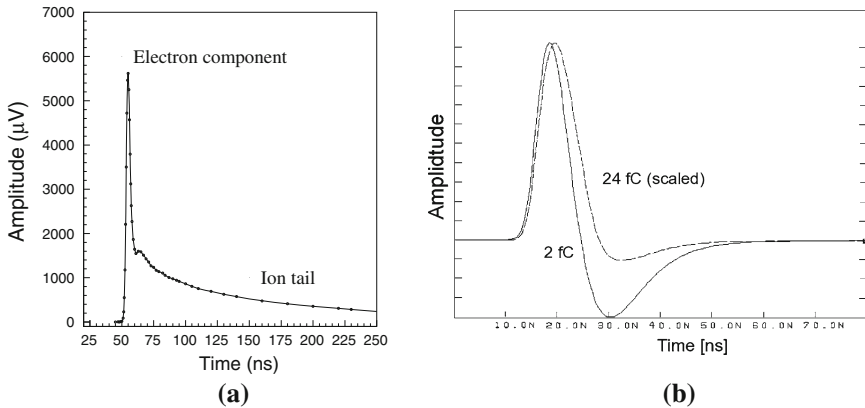 (a)
7000
6000
5000
4000
3000
2000
1000
0
Amplitude (μV)
Electron component
Ion tail
25 50 75 100 125 150 175 200 225 250
Time (ns)
(a)
(b)
Amplidtude
24 fC (scaled)
2 fC
10.0N 20.0N 30.0N 40.0N 50.0N 60.0N 70.0N
Time [ns]
(b)